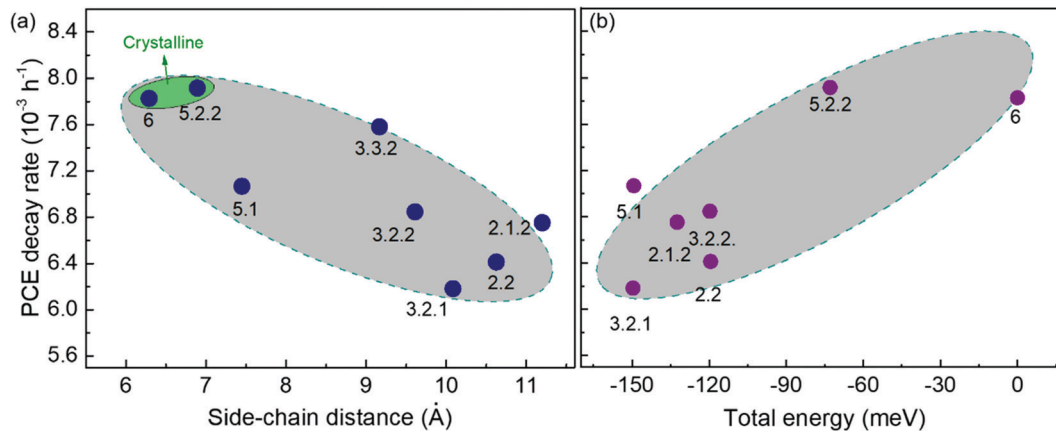 (a)
PCE decay rate (10⁻³ h⁻¹)
8.4
8.0
7.6
7.2
6.8
6.4
6.0
5.6
Crystalline
6
5.2.2
3.3.2
5.1
3.2.2
2.1.2
2.2
3.2.1
6 7 8 9 10 11
Side-chain distance (Å)
(b)
5.2.2
6
5.1
2.1.2
3.2.2.
2.2
3.2.1
-150 -120 -90 -60 -30 0
Total energy (meV)